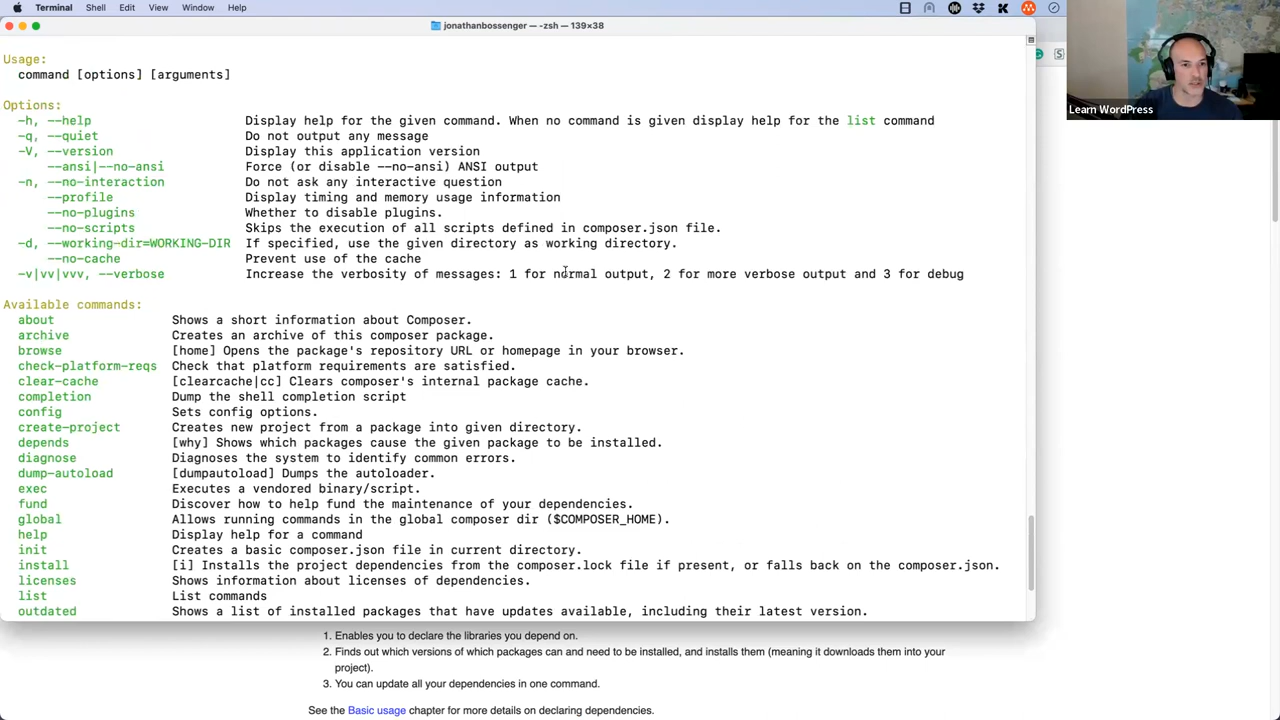 Terminal Shell Edit View Window Help
jonathanbossenger — -zsh — 139×38
Learn WordPress
Usage:
command [options] [arguments]
Options:
-h, --help Display help for the given command. When no command is given display help for the list command
-q, --quiet Do not output any message
-V, --version Display this application version
--ansi|--no-ansi Force (or disable --no-ansi) ANSI output
-n, --no-interaction Do not ask any interactive question
--profile Display timing and memory usage information
--no-plugins Whether to disable plugins.
--no-scripts Skips the execution of all scripts defined in composer.json file.
-d, --working-dir=WORKING-DIR If specified, use the given directory as working directory.
--no-cache Prevent use of the cache
-v|vv|vvv, --verbose Increase the verbosity of messages: 1 for normal output, 2 for more verbose output and 3 for debug
Available commands:
about Shows a short information about Composer.
archive Creates an archive of this composer package.
browse [home] Opens the package's repository URL or homepage in your browser.
check-platform-reqs Check that platform requirements are satisfied.
clear-cache [clearcache|cc] Clears composer's internal package cache.
completion Dump the shell completion script
config Sets config options.
create-project Creates new project from a package into given directory.
depends [why] Shows which packages cause the given package to be installed.
diagnose Diagnoses the system to identify common errors.
dump-autoload [dumpautoload] Dumps the autoloader.
exec Executes a vendored binary/script.
fund Discover how to help fund the maintenance of your dependencies.
global Allows running commands in the global composer dir ($COMPOSER_HOME).
help Display help for a command
init Creates a basic composer.json file in current directory.
install [i] Installs the project dependencies from the composer.lock file if present, or falls back on the composer.json.
licenses Shows information about licenses of dependencies.
list List commands
outdated Shows a list of installed packages that have updates available, including their latest version.
1. Enables you to declare the libraries you depend on.
2. Finds out which versions of which packages can and need to be installed, and installs them (meaning it downloads them into your
project).
3. You can update all your dependencies in one command.
See the Basic usage chapter for more details on declaring dependencies.